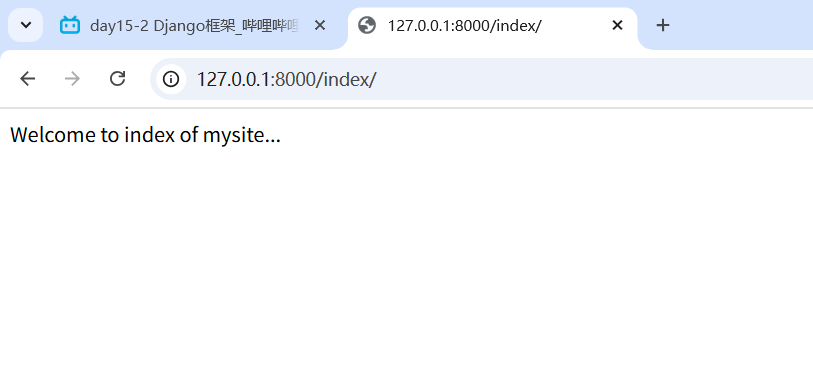 day15-2 Django框架_哔哩哔哩
127.0.0.1:8000/index/
127.0.0.1:8000/index/
Welcome to index of mysite...